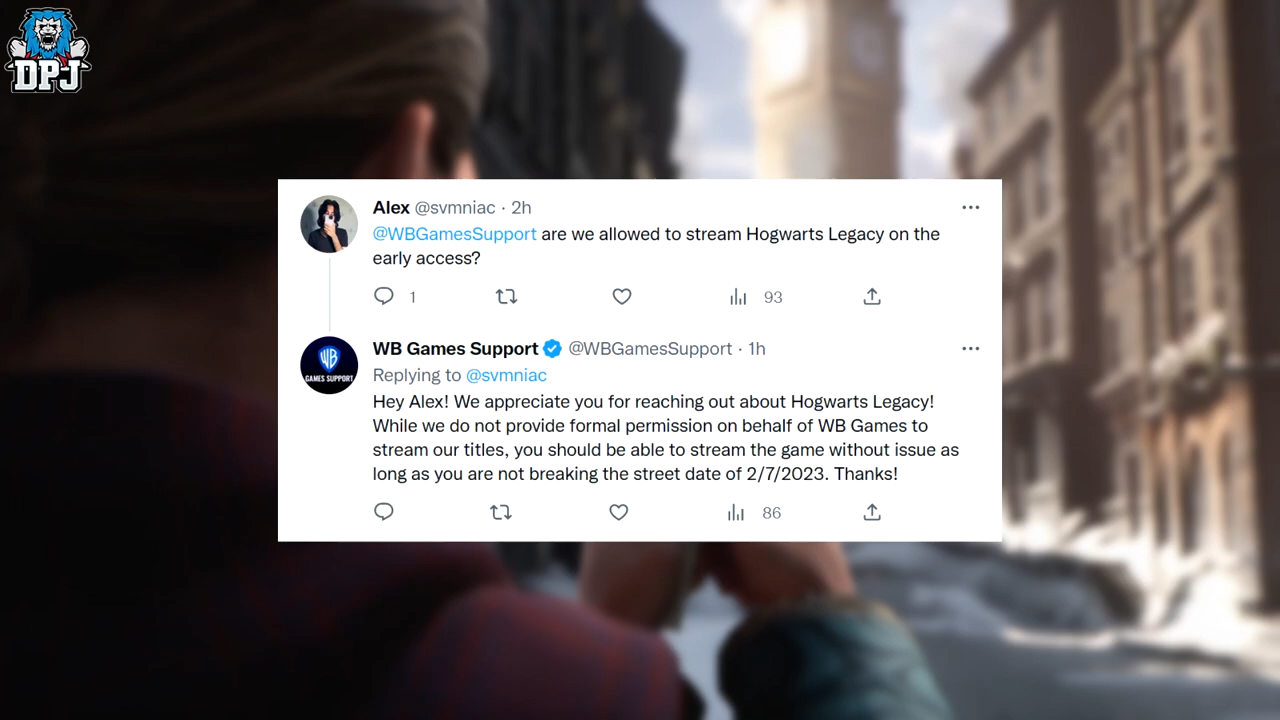 DPJ
Alex @svmniac · 2h
@WBGamesSupport are we allowed to stream Hogwarts Legacy on the
early access?
1
93
WB Games Support @WBGamesSupport · 1h
WB
GAMES SUPPORT
Replying to @svmniac
Hey Alex! We appreciate you for reaching out about Hogwarts Legacy!
While we do not provide formal permission on behalf of WB Games to
stream our titles, you should be able to stream the game without issue as
long as you are not breaking the street date of 2/7/2023. Thanks!
86